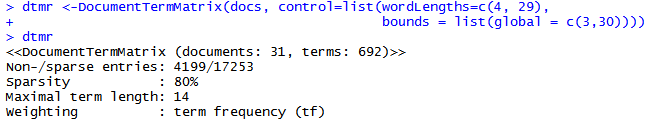 > dtmr <-DocumentTermMatrix(docs, control=list(wordLengths=c(4, 29),
+                                              bounds = list(global = c(3,30))))
> dtmr
<<DocumentTermMatrix (documents: 31, terms: 692)>>
Non-/sparse entries: 4199/17253
Sparsity           : 80%
Maximal term length: 14
Weighting          : term frequency (tf)